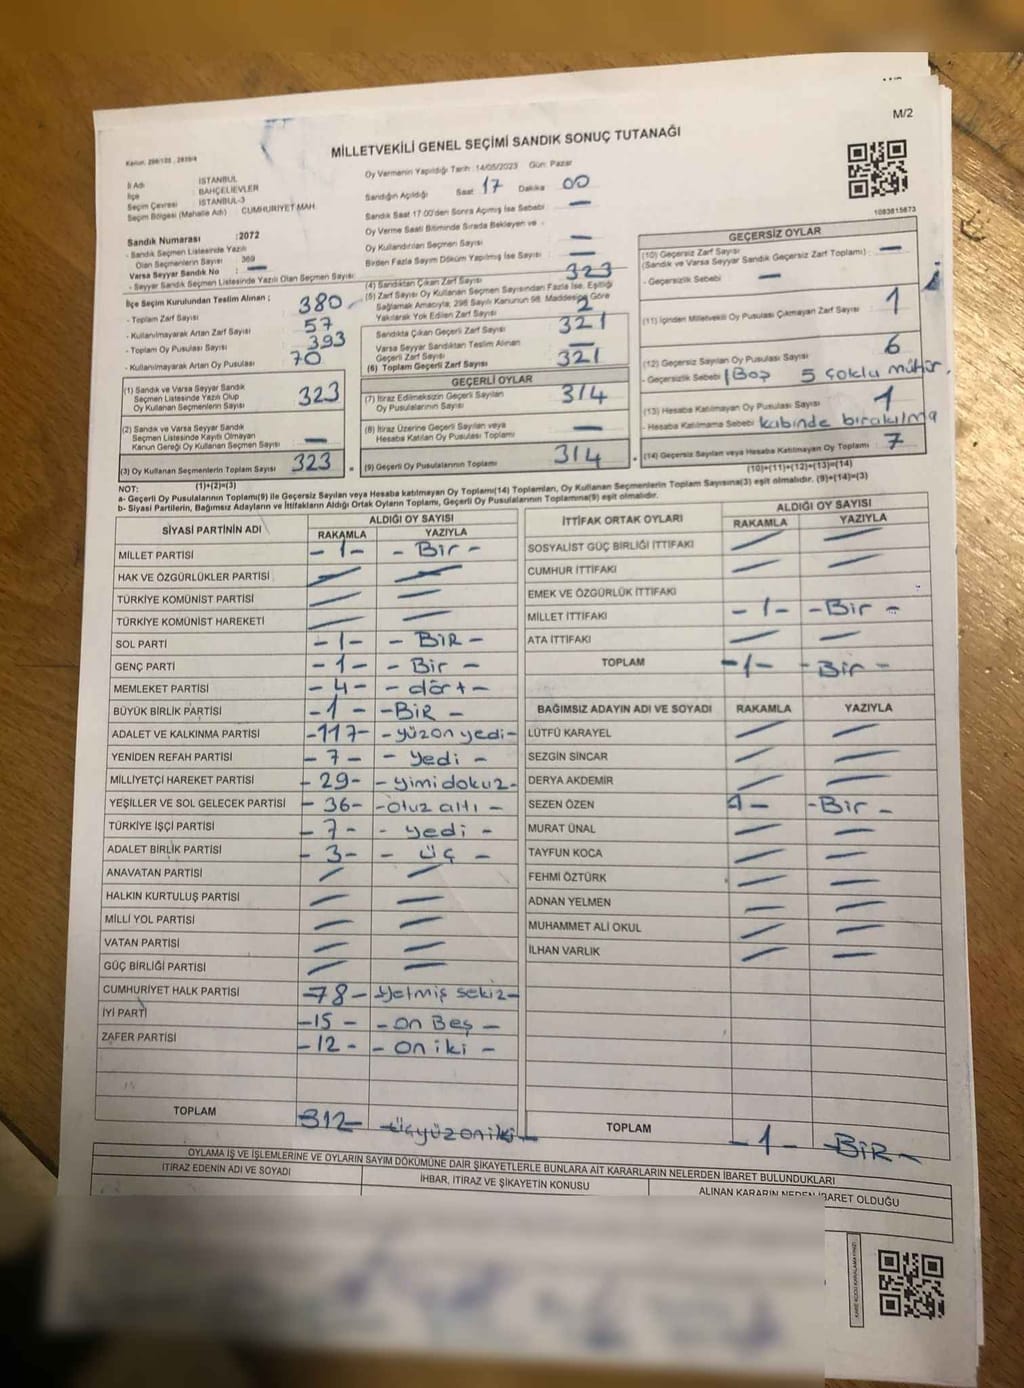 M/2
MİLLETVEKİLİ GENEL SEÇİMİ SANDIK SONUÇ TUTANAĞI
İl Adı : İSTANBUL
İlçe : BAHÇELİEVLER
Seçim Çevresi : İSTANBUL-3
Seçim Bölgesi (Mahalle Adı) CUMHURİYET MAH.
Sandık Numarası :2072
- Sandık Seçmen Listesinde Yazılı
Olan Seçmenlerin Sayısı : 369
Varsa Seyyar Sandık No : —
- Seyyar Sandık Seçmen Listesinde Yazılı Olan Seçmen Sayısı:
İlçe Seçim Kurulundan Teslim Alınan ;
- Toplam Zarf Sayısı 380
- Kullanılmayarak Artan Zarf Sayısı 57
- Toplam Oy Pusulası Sayısı 393
- Kullanılmayarak Artan Oy Pusulası 70
(1) Sandık ve Varsa Seyyar Sandık
Seçmen Listesinde Yazılı Olup
Oy Kullanan Seçmenlerin Sayısı 323
(2) Sandık ve Varsa Seyyar Sandık
Seçmen Listesinde Kayıtlı Olmayan
Kanun Gereği Oy Kullanan Seçmen Sayısı —
(3) Oy Kullanan Seçmenlerin Toplam Sayısı 323
(1)+(2)=(3)
Oy Vermenin Yapıldığı Tarih : 14/05/2023 Gün: Pazar
Sandığın Açıldığı Saat 17 Dakika 00
Sandık Saat 17.00'den Sonra Açımış İse Sebebi : —
Oy Verme Saati Bitiminde Sırada Bekleyen ve -
Oy Kullandırılan Seçmen Sayısı —
Birden Fazla Sayım Döküm Yapılmış İse Sayısı : —
(4) Sandıktan Çıkan Zarf Sayısı 323
(5) Zarf Sayısı Oy Kullanan Seçmen Sayısından Fazla İse, Eşitliği
Sağlamak Amacıyla; 298 Sayılı Kanunun 98. Maddesine Göre
Yakılarak Yok Edilen Zarf Sayısı 2
Sandıkta Çıkan Geçerli Zarf Sayısı 321
Varsa Seyyar Sandıktan Teslim Alınan
Geçerli Zarf Sayısı —
(6) Toplam Geçerli Zarf Sayısı 321
GEÇERLİ OYLAR
(7) İtiraz Edilmeksizin Geçerli Sayılan
Oy Pusulalarının Sayısı 314
(8) İtiraz Üzerine Geçerli Sayılan veya
Hesaba Katılan Oy Pusulası Toplamı —
(9) Geçerli Oy Pusulalarının Toplamı 314
1083815673
GEÇERSİZ OYLAR
(10) Geçersiz Zarf Sayısı
(Sandık ve Varsa Seyyar Sandık Geçersiz Zarf Toplamı) : —
- Geçersizlik Sebebi —
(11) İçinden Milletvekili Oy Pusulası Çıkmayan Zarf Sayısı 1
(12) Geçersiz Sayılan Oy Pusulası Sayısı 6
- Geçersizlik Sebebi 1 Boş 5 çoklu mühür.
(13) Hesaba Katılmayan Oy Pusulası Sayısı 1
- Hesaba Katılmama Sebebi kabinde bırakılma
(14) Geçersiz Sayılan veya Hesaba Katılmayan Oy Toplamı 7
(10)+(11)+(12)+(13)=(14)
NOT:
a- Geçerli Oy Pusulalarının Toplamı(9) ile Geçersiz Sayılan veya Hesaba katılmayan Oy Toplamı(14) Toplamları, Oy Kullanan Seçmenlerin Toplam Sayısına(3) eşit olmalıdır. (9)+(14)=(3)
b- Siyasi Partilerin, Bağımsız Adayların ve İttifakların Aldığı Ortak Oyların Toplamı, Geçerli Oy Pusulalarının Toplamına(9) eşit olmalıdır.
SİYASİ PARTİNİN ADI ALDIĞI OY SAYISI
RAKAMLA YAZIYLA
MİLLET PARTİSİ - 1 - - Bir -
HAK VE ÖZGÜRLÜKLER PARTİSİ
TÜRKİYE KOMÜNİST PARTİSİ
TÜRKİYE KOMÜNİST HAREKETİ
SOL PARTİ - 1 - - BİR -
GENÇ PARTİ - 1 - - Bir -
MEMLEKET PARTİSİ - 4 - - dört -
BÜYÜK BİRLİK PARTİSİ - 1 - - BİR -
ADALET VE KALKINMA PARTİSİ - 117 - - yüzon yedi -
YENİDEN REFAH PARTİSİ - 7 - - Yedi -
MİLLİYETÇİ HAREKET PARTİSİ - 29 - - yimidokuz -
YEŞİLLER VE SOL GELECEK PARTİSİ - 36 - - otuz altı -
TÜRKİYE İŞÇİ PARTİSİ - 7 - - yedi -
ADALET BİRLİK PARTİSİ - 3 - - üç -
ANAVATAN PARTİSİ
HALKIN KURTULUŞ PARTİSİ
MİLLİ YOL PARTİSİ
VATAN PARTİSİ
GÜÇ BİRLİĞİ PARTİSİ
CUMHURİYET HALK PARTİSİ - 78 - - Yetmiş sekiz -
İYİ PARTİ - 15 - - on Beş -
ZAFER PARTİSİ - 12 - - on iki -
TOPLAM - 312 - - Üçyüzoniki -
İTTİFAK ORTAK OYLARI ALDIĞI OY SAYISI
RAKAMLA YAZIYLA
SOSYALİST GÜÇ BİRLİĞİ İTTİFAKI
CUMHUR İTTİFAKI
EMEK VE ÖZGÜRLÜK İTTİFAKI
MİLLET İTTİFAKI - 1 - - Bir -
ATA İTTİFAKI
TOPLAM - 1 - - Bir -
BAĞIMSIZ ADAYIN ADI VE SOYADI RAKAMLA YAZIYLA
LÜTFÜ KARAYEL
SEZGİN SİNCAR
DERYA AKDEMİR
SEZEN ÖZEN 1 - - Bir -
MURAT ÜNAL
TAYFUN KOCA
FEHMİ ÖZTÜRK
ADNAN YELMEN
MUHAMMET ALİ OKUL
İLHAN VARLIK
TOPLAM - 1 - - BİR -
OYLAMA İŞ VE İŞLEMLERİNE VE OYLARIN SAYIM DÖKÜMÜNE DAİR ŞİKAYETLERLE BUNLARA AİT KARARLARIN NELERDEN İBARET BULUNDUKLARI
İTİRAZ EDENİN ADI VE SOYADI İHBAR, İTİRAZ VE ŞİKAYETİN KONUSU ALINAN KARARIN NEDEN İBARET OLDUĞU